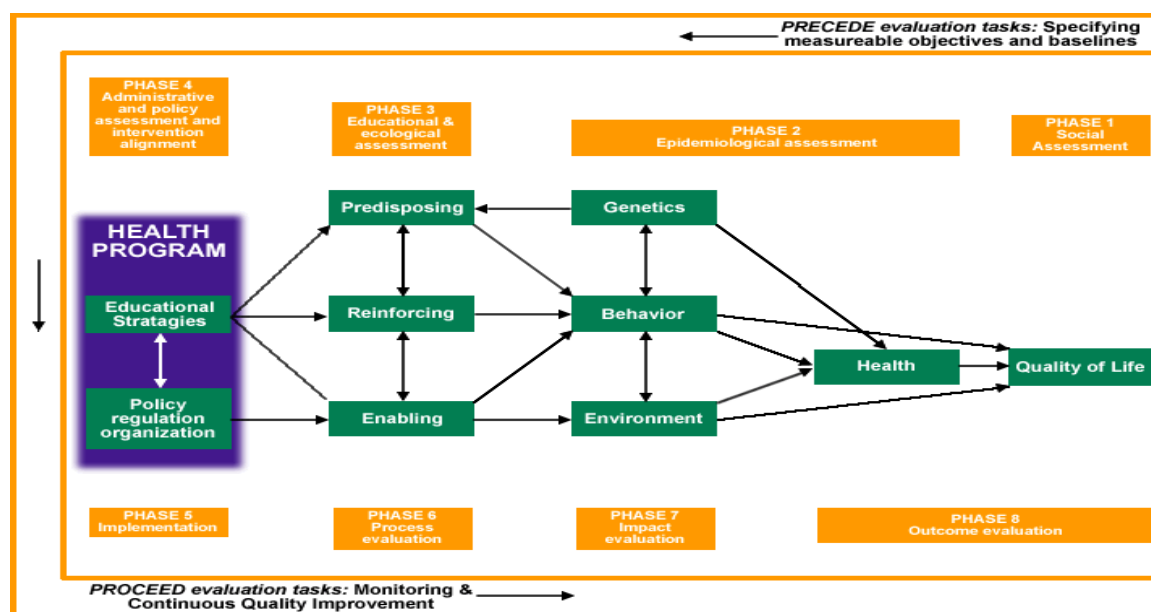 PRECEDE evaluation tasks: Specifying
measureable objectives and baselines
PHASE 4
Administrative
and policy
assessment and
intervention
alignment
PHASE 3
Educational &
ecological
assessment
PHASE 2
Epidemiological assessment
PHASE 1
Social
Assessment
HEALTH
PROGRAM
Educational
Stratagies
Policy
regulation
organization
Predisposing
Reinforcing
Enabling
Genetics
Behavior
Environment
Health
Quality of Life
PHASE 5
Implementation
PHASE 6
Process
evaluation
PHASE 7
Impact
evaluation
PHASE 8
Outcome evaluation
PROCEED evaluation tasks: Monitoring &
Continuous Quality Improvement